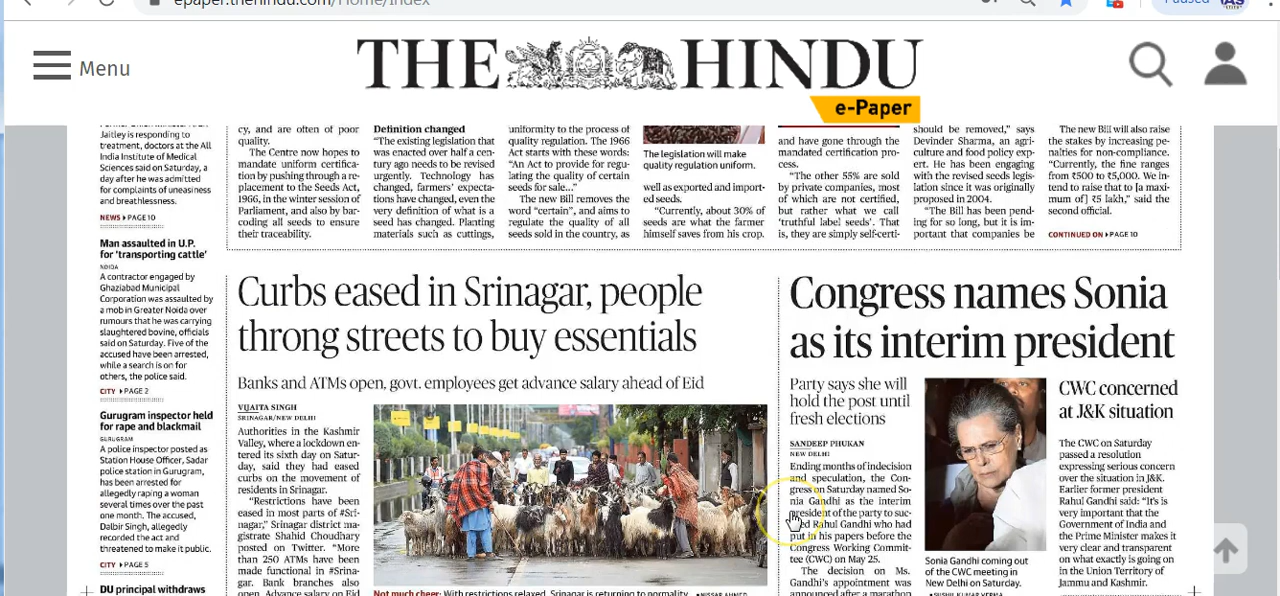 epaper.thehindu.com/Home/Index
Paused
Menu
THE HINDU
e-Paper
Jaitley is responding to
treatment, doctors at the All
India Institute of Medical
Sciences said on Saturday, a
day after he was admitted
for complaints of uneasiness
and breathlessness.
NEWS PAGE 10
Man assaulted in U.P.
for 'transporting cattle'
NOIDA
A contractor engaged by
Ghaziabad Municipal
Corporation was assaulted by
a mob in Greater Noida over
rumours that he was carrying
slaughtered bovine, officials
said on Saturday. Five of the
accused have been arrested,
while a search is on for
others, the police said.
CITY PAGE 2
Gurugram inspector held
for rape and blackmail
GURUGRAM
A police inspector posted as
Station House Officer, Sadar
police station in Gurugram,
has been arrested for
allegedly raping a woman
several times over the past
one month. The accused,
Dalbir Singh, allegedly
recorded the act and
threatened to make it public.
CITY PAGE 5
DU principal withdraws
cy, and are often of poor
quality.
The Centre now hopes to
mandate uniform certifica-
tion by pushing through a re-
placement to the Seeds Act,
1966, in the winter session of
Parliament, and also by bar-
coding all seeds to ensure
their traceability.
Definition changed
"The existing legislation that
was enacted over half a cen-
tury ago needs to be revised
urgently. Technology has
changed, farmers' expecta-
tions have changed, even the
very definition of what is a
seed has changed. Planting
materials such as cuttings,
uniformity to the process of
quality regulation. The 1966
Act starts with these words:
"An Act to provide for regu-
lating the quality of certain
seeds for sale..."
The new Bill removes the
word "certain", and aims to
regulate the quality of all
seeds sold in the country, as
The legislation will make
quality regulation uniform.
well as exported and import-
ed seeds.
"Currently, about 30% of
seeds are what the farmer
himself saves from his crop.
and have gone through the
mandated certification pro-
cess.
"The other 55% are sold
by private companies, most
of which are not certified,
but rather what we call
'truthful label seeds'. That
is, they are simply self-certi-
should be removed," says
Devinder Sharma, an agri-
culture and food policy exp-
ert. He has been engaging
with the revised seeds legis-
lation since it was originally
proposed in 2004.
"The Bill has been pend-
ing for so long, but it is im-
portant that companies be
The new Bill will also raise
the stakes by increasing pe-
nalties for non-compliance.
"Currently, the fine ranges
from ₹500 to ₹5,000. We in-
tend to raise that to [a maxi-
mum of] ₹5 lakh," said the
second official.
CONTINUED ON PAGE 10
Curbs eased in Srinagar, people
throng streets to buy essentials
Banks and ATMs open, govt. employees get advance salary ahead of Eid
VIJAITA SINGH
SRINAGAR/NEW DELHI
Authorities in the Kashmir
Valley, where a lockdown en-
tered its sixth day on Satur-
day, said they had eased
curbs on the movement of
residents in Srinagar.
"Restrictions have been
eased in most parts of #Sri-
nagar," Srinagar district ma-
gistrate Shahid Choudhary
posted on Twitter. "More
than 250 ATMs have been
made functional in #Srina-
gar. Bank branches also
open. Advance salary on Eid
Not much cheer: With restrictions relaxed, Srinagar is returning to normality. NISSAR AHMED
Congress names Sonia
as its interim president
Party says she will
hold the post until
fresh elections
SANDEEP PHUKAN
NEW DELHI
Ending months of indecision
and speculation, the Con-
gress on Saturday named So-
nia Gandhi as the interim
president of the party to suc-
ceed Rahul Gandhi who had
put in his papers before the
Congress Working Commit-
tee (CWC) on May 25.
The decision on Ms.
Gandhi's appointment was
announced after a marathon
Sonia Gandhi coming out
of the CWC meeting in
New Delhi on Saturday.
SUSHIL KUMAR VERMA
CWC concerned
at J&K situation
The CWC on Saturday
passed a resolution
expressing serious concern
over the situation in J&K.
Earlier former president
Rahul Gandhi said: "It's is
very important that the
Government of India and
the Prime Minister makes it
very clear and transparent
on what exactly is going on
in the Union Territory of
Jammu and Kashmir.